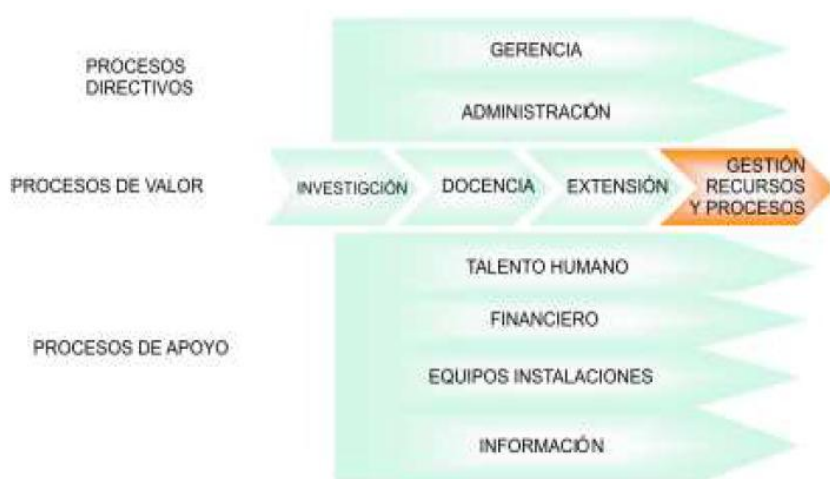 PROCESOS
DIRECTIVOS
GERENCIA
ADMINISTRACIÓN
PROCESOS DE VALOR
INVESTIGCIÓN
DOCENCIA
EXTENSIÓN
GESTIÓN
RECURSOS
Y PROCESOS
PROCESOS DE APOYO
TALENTO HUMANO
FINANCIERO
EQUIPOS INSTALACIONES
INFORMACIÓN